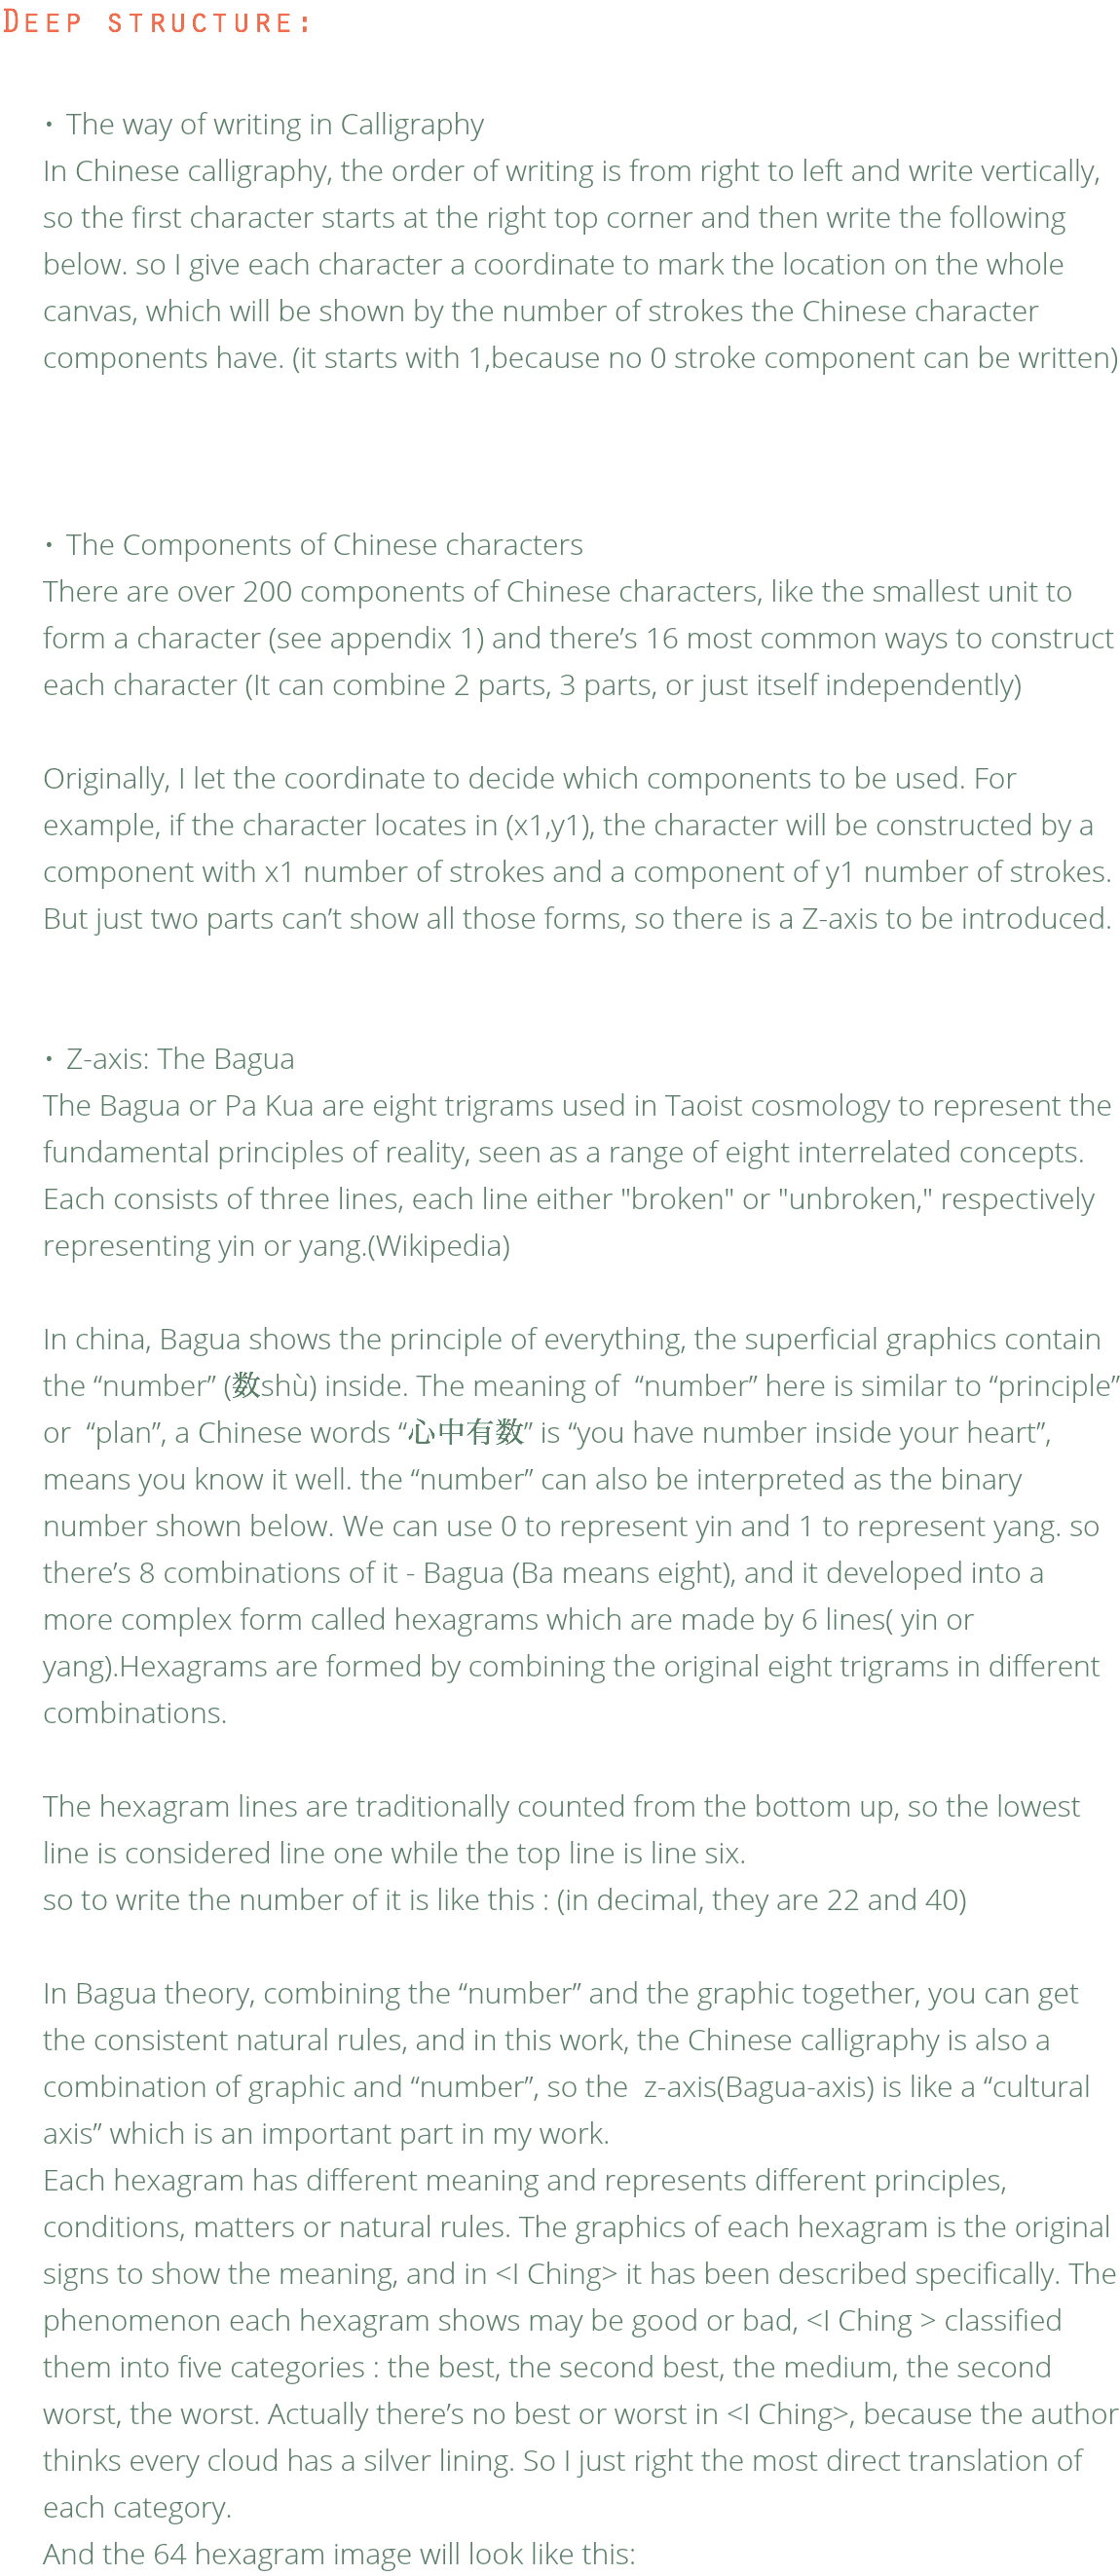 DEEP STRUCTURE:
• The way of writing in Calligraphy
In Chinese calligraphy, the order of writing is from right to left and write vertically,
so the first character starts at the right top corner and then write the following
below. so I give each character a coordinate to mark the location on the whole
canvas, which will be shown by the number of strokes the Chinese character
components have. (it starts with 1,because no 0 stroke component can be written)
• The Components of Chinese characters
There are over 200 components of Chinese characters, like the smallest unit to
form a character (see appendix 1) and there’s 16 most common ways to construct
each character (It can combine 2 parts, 3 parts, or just itself independently)
Originally, I let the coordinate to decide which components to be used. For
example, if the character locates in (x1,y1), the character will be constructed by a
component with x1 number of strokes and a component of y1 number of strokes.
But just two parts can’t show all those forms, so there is a Z-axis to be introduced.
• Z-axis: The Bagua
The Bagua or Pa Kua are eight trigrams used in Taoist cosmology to represent the
fundamental principles of reality, seen as a range of eight interrelated concepts.
Each consists of three lines, each line either "broken" or "unbroken," respectively
representing yin or yang.(Wikipedia)
In china, Bagua shows the principle of everything, the superficial graphics contain
the “number” (数shù) inside. The meaning of  “number” here is similar to “principle”
or  “plan”, a Chinese words “心中有数” is “you have number inside your heart”,
means you know it well. the “number” can also be interpreted as the binary
number shown below. We can use 0 to represent yin and 1 to represent yang. so
there’s 8 combinations of it - Bagua (Ba means eight), and it developed into a
more complex form called hexagrams which are made by 6 lines( yin or
yang).Hexagrams are formed by combining the original eight trigrams in different
combinations.
The hexagram lines are traditionally counted from the bottom up, so the lowest
line is considered line one while the top line is line six.
so to write the number of it is like this : (in decimal, they are 22 and 40)
In Bagua theory, combining the “number” and the graphic together, you can get
the consistent natural rules, and in this work, the Chinese calligraphy is also a
combination of graphic and “number”, so the  z-axis(Bagua-axis) is like a “cultural
axis” which is an important part in my work.
Each hexagram has different meaning and represents different principles,
conditions, matters or natural rules. The graphics of each hexagram is the original
signs to show the meaning, and in <I Ching> it has been described specifically. The
phenomenon each hexagram shows may be good or bad, <I Ching > classified
them into five categories : the best, the second best, the medium, the second
worst, the worst. Actually there’s no best or worst in <I Ching>, because the author
thinks every cloud has a silver lining. So I just right the most direct translation of
each category.
And the 64 hexagram image will look like this: